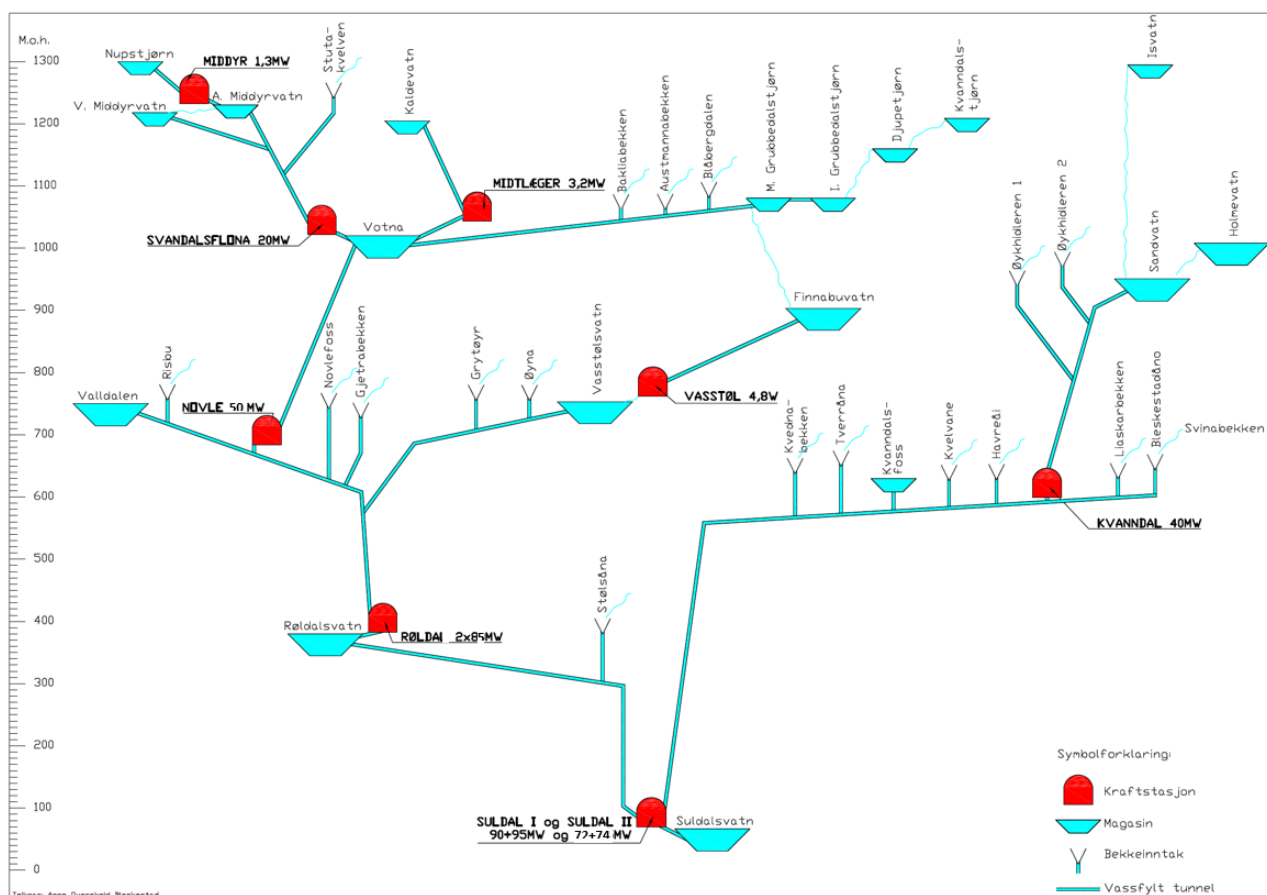 M.o.h.
1300
1200
1100
1000
900
800
700
600
500
400
300
200
100
0
Nupstjørn
MIDDYR 1,3MW
V. Middyrvatn
A. Middyrvatn
Stuta-
kvelven
Kaldevatn
MIDTLÆGER 3,2MW
SVANDALSFLONA 20MW
Votna
Bakliabekken
Austmannabekken
Blåbergdalen
M. Grubbedalstjørn
I. Grubbedalstjørn
Djupetjørn
Kvanndals-
tjørn
Isvatn
Øykhidleren 1
Øykhidleren 2
Sandvatn
Holmevatn
Finnabuvatn
Valldalen
Risbu
NOVLE 50 MW
Novlefoss
Gjetrabekken
Grytøyr
Øyna
Vasstølsvatn
VASSTØL 4,8W
Kvedna-
bekken
Tverråna
Kvanndals-
foss
Kvelvane
Havreåi
Llaskarbekken
Bleskestadåno
Svinabekken
KVANNDAL 40MW
Røldalsvatn
RØLDAL 2x85MW
Stølsåna
SULDAL I og SULDAL II
90+95MW og 72+74MW
Suldalsvatn
Symbolforklaring:
Kraftstasjon
Magasin
Bekkeinntak
Vassfylt tunnel